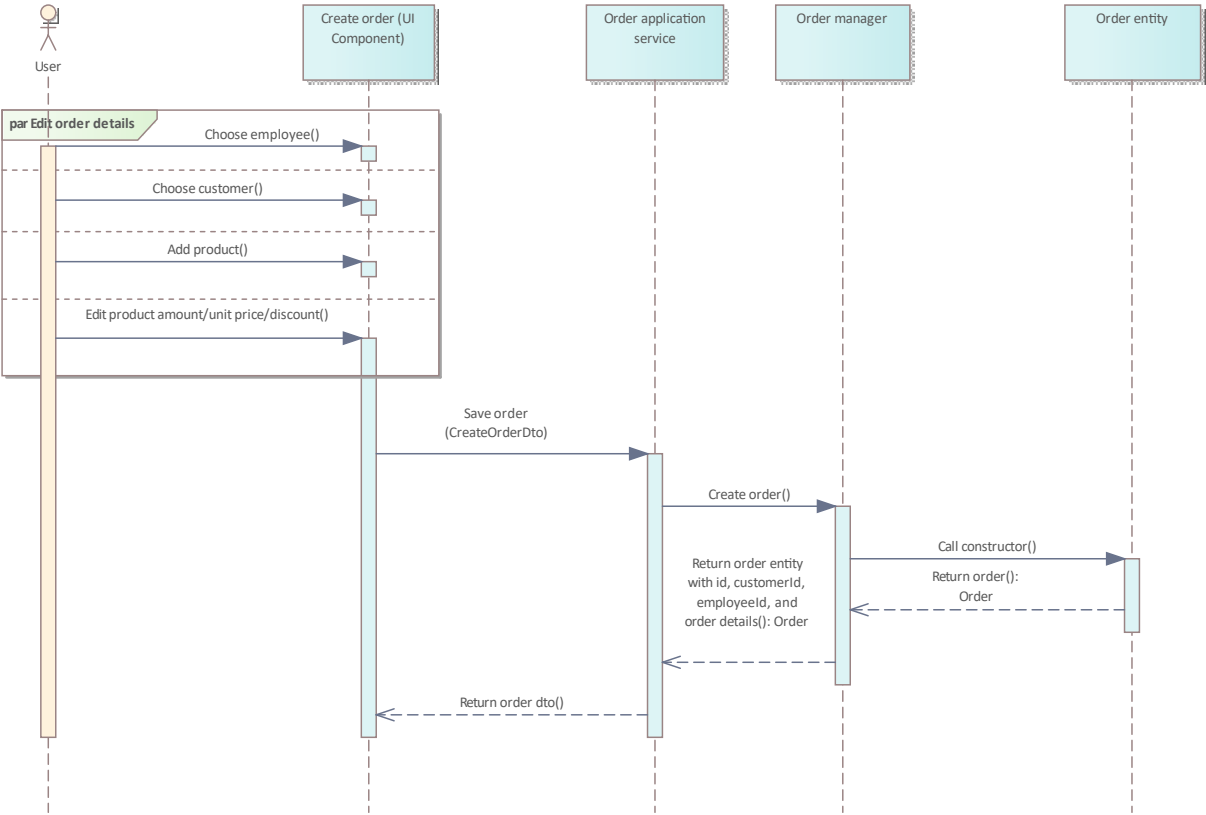 Create order (UI
Component)
Order application
service
Order manager
Order entity
User
par Edit order details
Choose employee()
Choose customer()
Add product()
Edit product amount/unit price/discount()
Save order
(CreateOrderDto)
Create order()
Call constructor()
Return order entity
with id, customerId,
employeeId, and
order details(): Order
Return order():
Order
Return order dto()